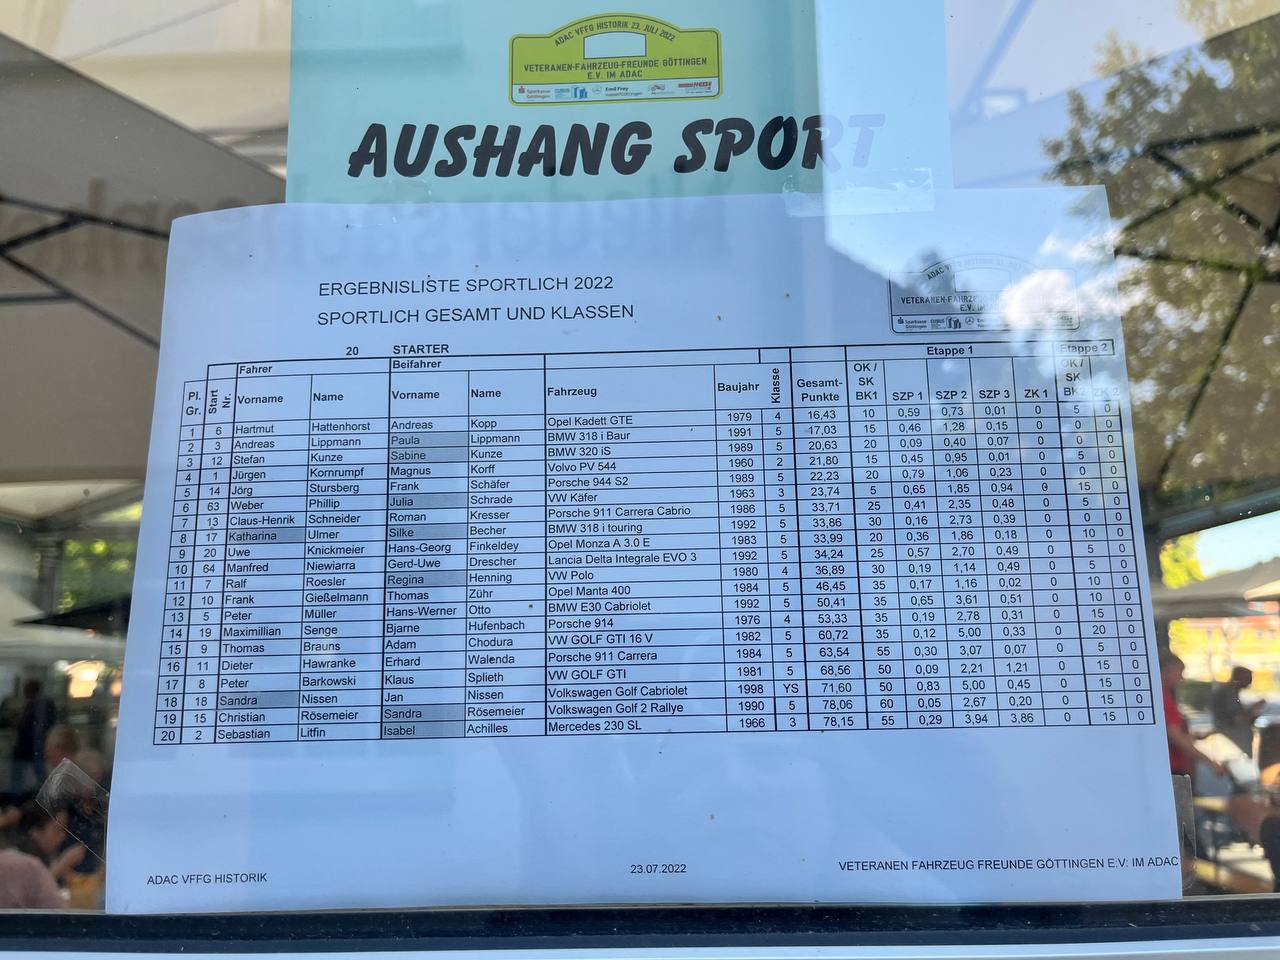 ADAC VFFG HISTORIK 23. JULI 2022
VETERANEN-FAHRZEUG-FREUNDE GÖTTINGEN
E.V. IM ADAC
Sparkasse Göttingen Emil Frey
AUSHANG SPORT
ERGEBNISLISTE SPORTLICH 2022
SPORTLICH GESAMT UND KLASSEN
VETERANEN-FAHRZ
E.V. IM
20 STARTER
Fahrer Beifahrer Etappe 1 Etappe 2
Pl. Gr. Start Nr. Vorname Name Vorname Name Fahrzeug Baujahr Klasse Gesamt-Punkte OK / SK BK1 SZP 1 SZP 2 SZP 3 ZK 1 OK / SK BK2 ZK 2
1 6 Hartmut Hattenhorst Andreas Kopp Opel Kadett GTE 1979 4 16,43 10 0,59 0,73 0,01 0 5 0
2 3 Andreas Lippmann Paula Lippmann BMW 318 i Baur 1991 5 17,03 15 0,46 1,28 0,15 0 0 0
3 12 Stefan Kunze Sabine Kunze BMW 320 iS 1989 5 20,63 20 0,09 0,40 0,07 0 0 0
4 1 Jürgen Kornrumpf Magnus Korff Volvo PV 544 1960 2 21,80 15 0,45 0,95 0,01 0 5 0
5 14 Jörg Stursberg Frank Schäfer Porsche 944 S2 1989 5 22,23 20 0,79 1,06 0,23 0 0 0
6 63 Weber Phillip Julia Schrade VW Käfer 1963 3 23,74 5 0,65 1,85 0,94 0 15 0
7 13 Claus-Henrik Schneider Roman Kresser Porsche 911 Carrera Cabrio 1986 5 33,71 25 0,41 2,35 0,48 0 5 0
8 17 Katharina Ulmer Silke Becher BMW 318 i touring 1992 5 33,86 30 0,16 2,73 0,39 0 0 0
9 20 Uwe Knickmeier Hans-Georg Finkeldey Opel Monza A 3.0 E 1983 5 33,99 20 0,36 1,86 0,18 0 10 0
10 64 Manfred Niewiarra Gerd-Uwe Drescher Lancia Delta Integrale EVO 3 1992 5 34,24 25 0,57 2,70 0,49 0 5 0
11 7 Ralf Roesler Regina Henning VW Polo 1980 4 36,89 30 0,19 1,14 0,49 0 5 0
12 10 Frank Gießelmann Thomas Zühr Opel Manta 400 1984 5 46,45 35 0,17 1,16 0,02 0 10 0
13 5 Peter Müller Hans-Werner Otto BMW E30 Cabriolet 1992 5 50,41 35 0,65 3,61 0,51 0 10 0
14 19 Maximillian Senge Bjarne Hufenbach Porsche 914 1976 4 53,33 35 0,19 2,78 0,31 0 15 0
15 9 Thomas Brauns Adam Chodura VW GOLF GTI 16 V 1982 5 60,72 35 0,12 5,00 0,33 0 20 0
16 11 Dieter Hawranke Erhard Walenda Porsche 911 Carrera 1984 5 63,54 55 0,30 3,07 0,07 0 5 0
17 8 Peter Barkowski Klaus Splieth VW GOLF GTI 1981 5 68,56 50 0,09 2,21 1,21 0 15 0
18 18 Sandra Nissen Jan Nissen Volkswagen Golf Cabriolet 1998 YS 71,60 50 0,83 5,00 0,45 0 15 0
19 15 Christian Rösemeier Sandra Rösemeier Volkswagen Golf 2 Rallye 1990 5 78,06 60 0,05 2,67 0,20 0 15 0
20 2 Sebastian Litfin Isabel Achilles Mercedes 230 SL 1966 3 78,15 55 0,29 3,94 3,86 0 15 0
ADAC VFFG HISTORIK 23.07.2022 VETERANEN FAHRZEUG FREUNDE GÖTTINGEN E.V: IM ADAC